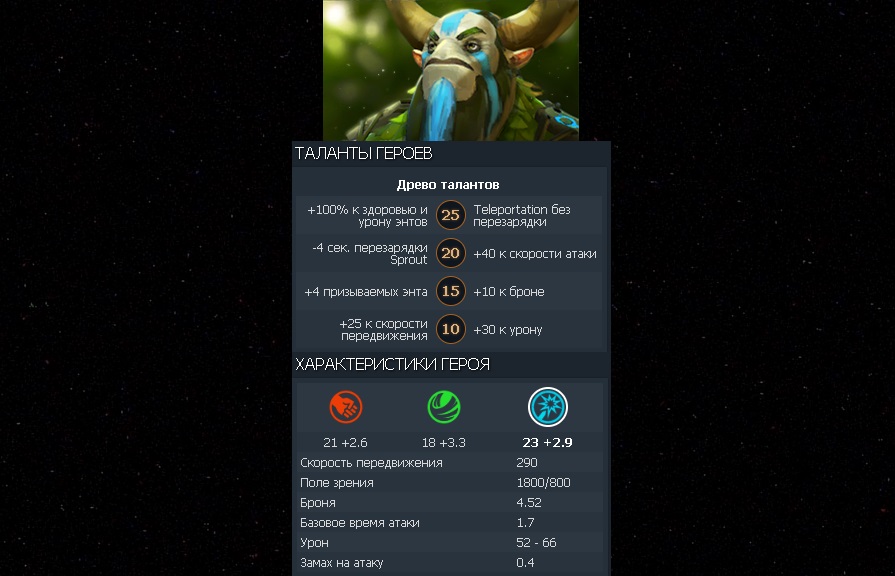 ТАЛАНТЫ ГЕРОЕВ
Древо талантов
+100% к здоровью и
урону энтов
25
Teleportation без
перезарядки
-4 сек. перезарядки
Sprout
20
+40 к скорости атаки
+4 призываемых энта
15
+10 к броне
+25 к скорости
передвижения
10
+30 к урону
ХАРАКТЕРИСТИКИ ГЕРОЯ
21 +2.6 18 +3.3 23 +2.9
Скорость передвижения 290
Поле зрения 1800/800
Броня 4.52
Базовое время атаки 1.7
Урон 52 - 66
Замах на атаку 0.4